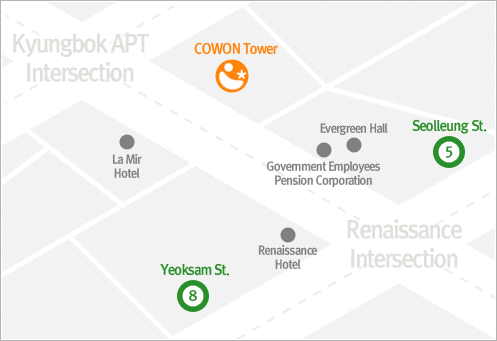 Kyungbok APT
Intersection
COWON Tower
Evergreen Hall
Seolleung St.
5
La Mir
Hotel
Government Employees
Pension Corporation
Renaissance
Intersection
Renaissance
Hotel
Yeoksam St.
8